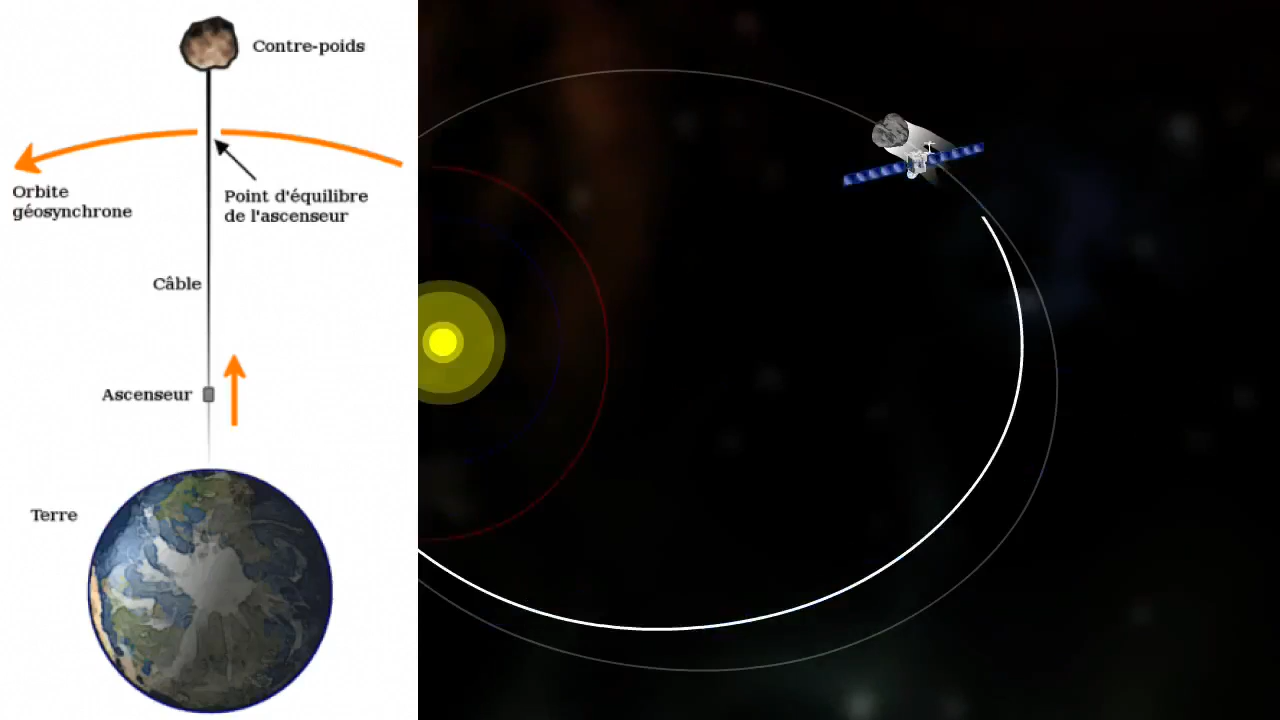 Contre-poids
Orbite
géosynchrone
Point d'équilibre
de l'ascenseur
Câble
Ascenseur
Terre